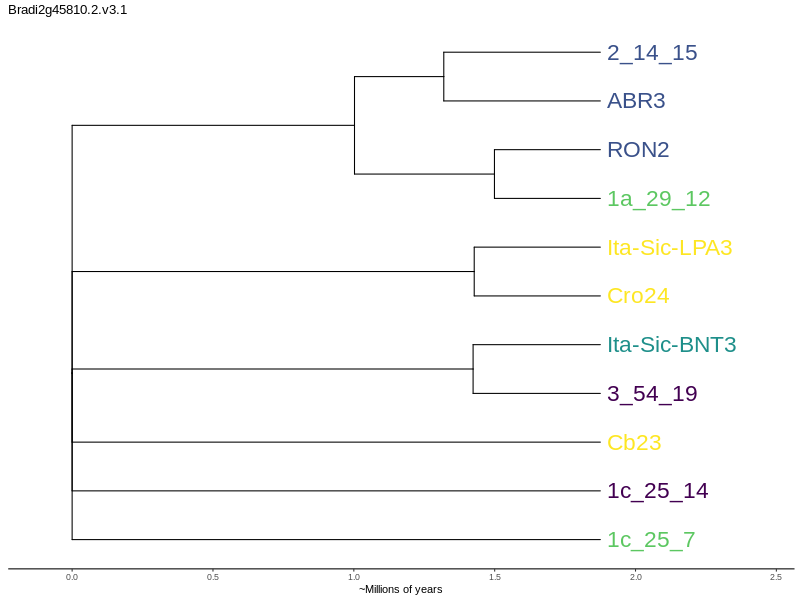 Bradi2g45810.2.v3.1
2_14_15
ABR3
RON2
1a_29_12
Ita-Sic-LPA3
Cro24
Ita-Sic-BNT3
3_54_19
Cb23
1c_25_14
1c_25_7
0.0 0.5 1.0 1.5 2.0 2.5
~Millions of years